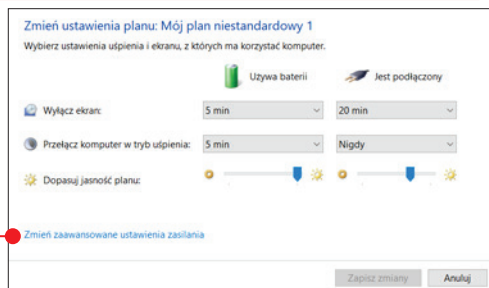 Zmień ustawienia planu: Mój plan niestandardowy 1
Wybierz ustawienia uśpienia i ekranu, z których ma korzystać komputer.
Używa baterii Jest podłączony
Wyłącz ekran: 5 min 20 min
Przełącz komputer w tryb uśpienia: 5 min Nigdy
Dopasuj jasność planu:
Zmień zaawansowane ustawienia zasilania
Zapisz zmiany Anuluj